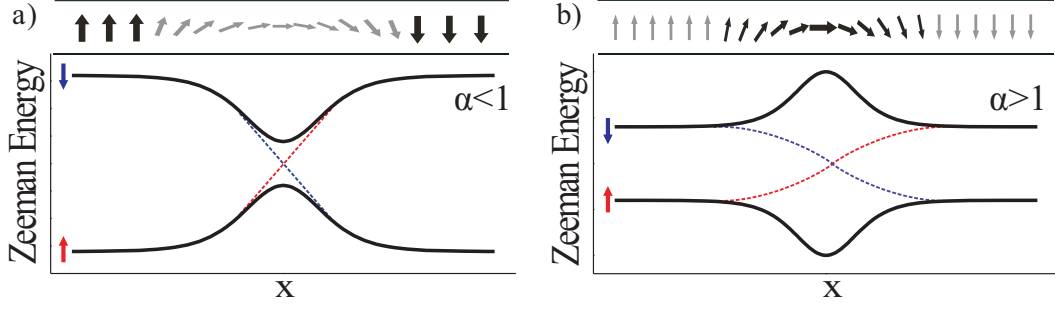 a)
Zeeman Energy
α<1
x
b)
Zeeman Energy
α>1
x